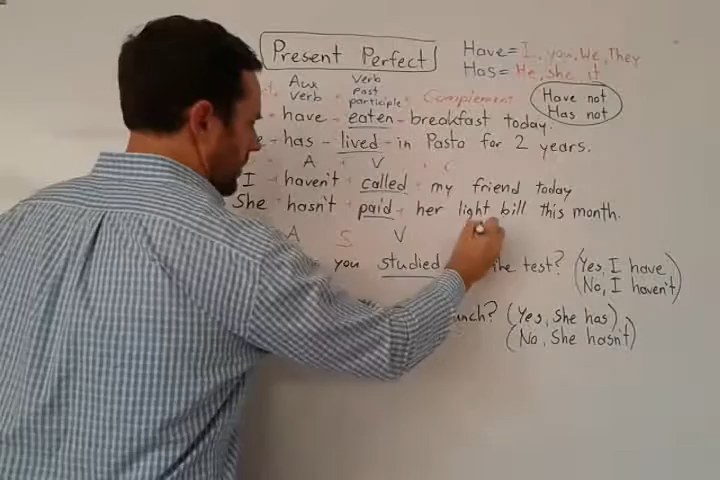 Present Perfect
Have = I, you, We, They
Has = He, She, it
Aux Verb
Verb Past participle
+ Complement
Have not
Has not
- have - eaten - breakfast today.
- has - lived - in Pasto for 2 years.
A V + C
I - haven't + called + my friend today
She - hasn't + paid + her light bill this month.
A S V
you studied the test? (Yes, I have)
(No, I haven't)
(Yes, She has)
(No, She hasn't)